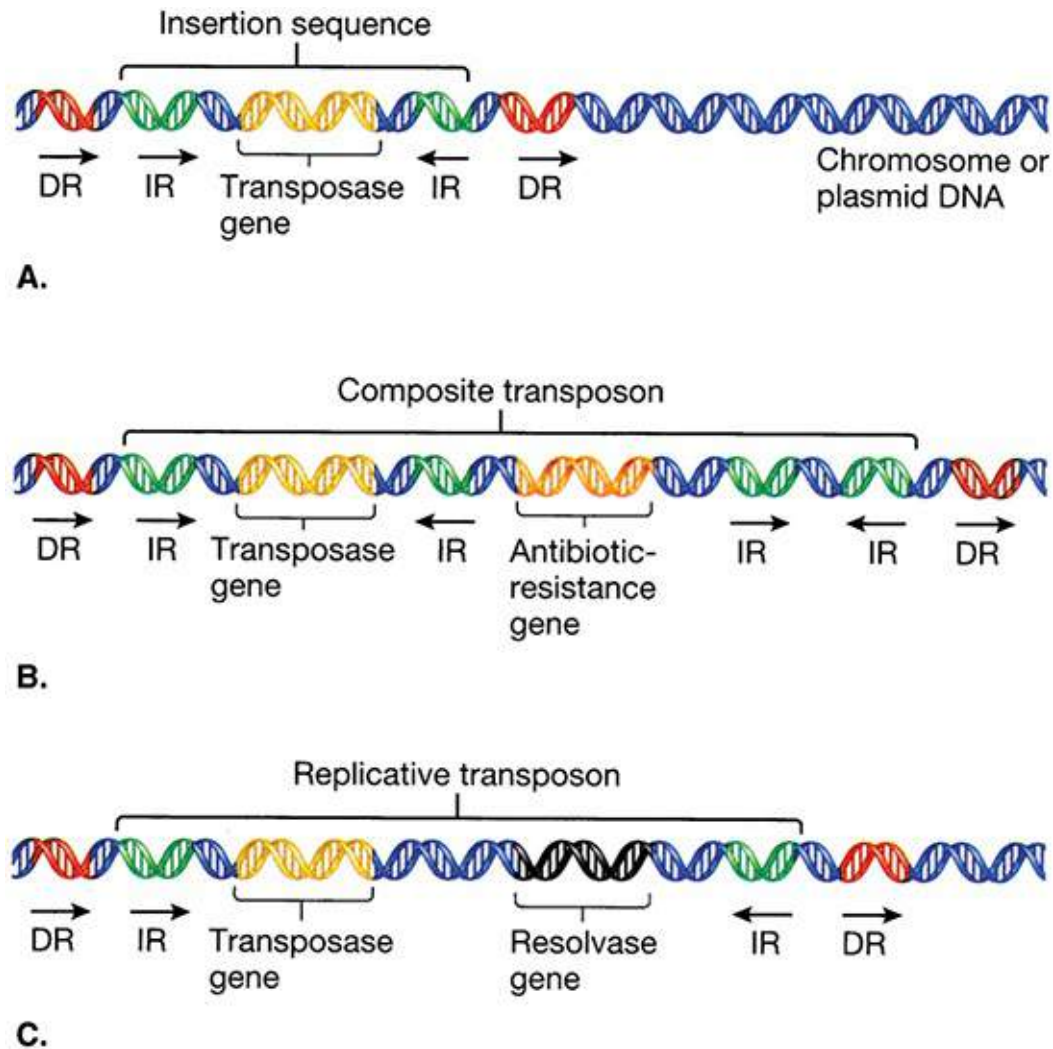 Insertion sequence
DR IR Transposase gene IR DR Chromosome or plasmid DNA
A.
Composite transposon
DR IR Transposase gene IR Antibiotic-resistance gene IR IR DR
B.
Replicative transposon
DR IR Transposase gene Resolvase gene IR DR
C.